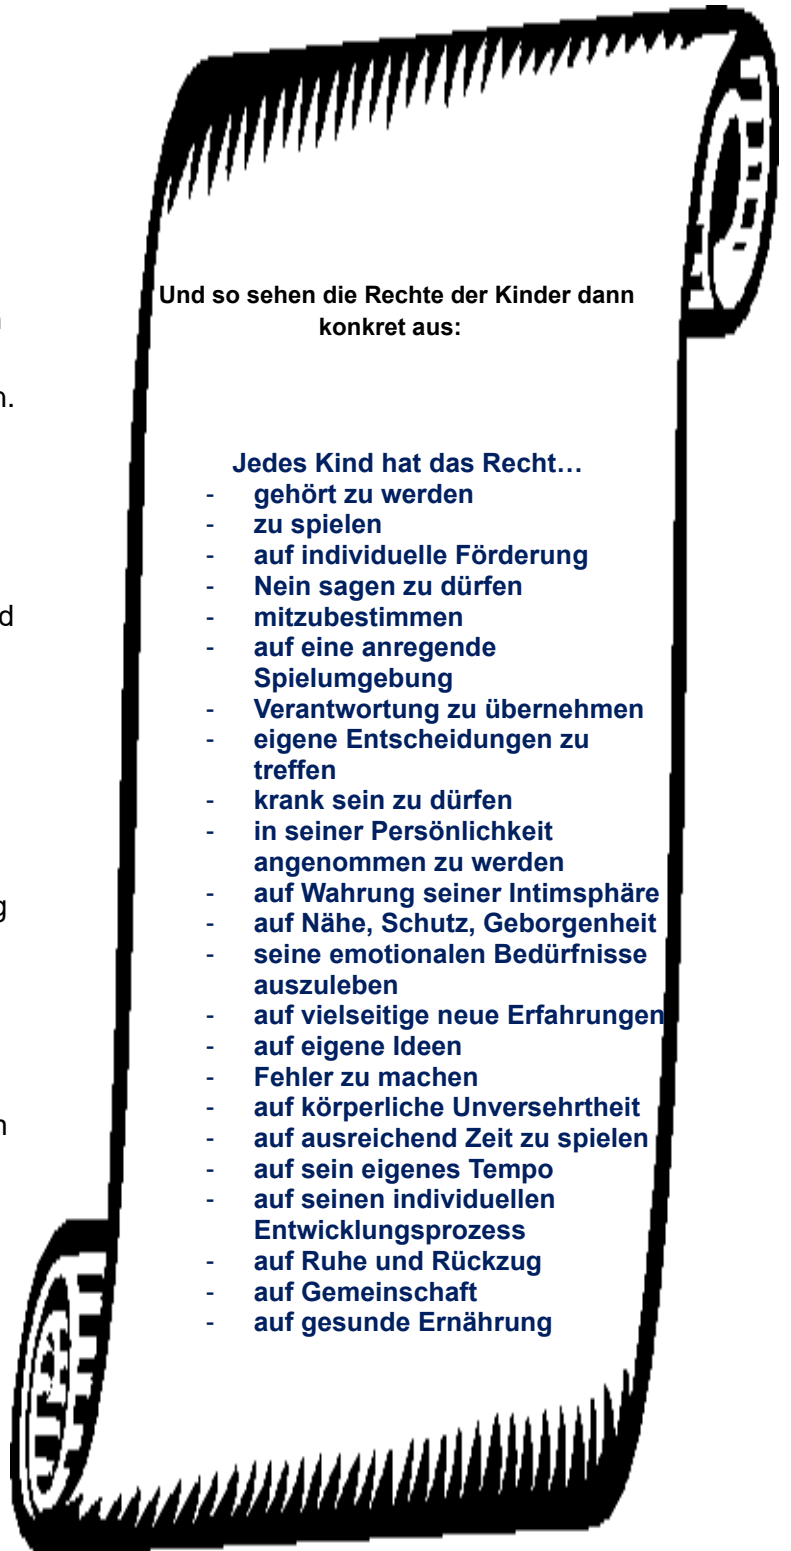 Und so sehen die Rechte der Kinder dann
konkret aus:
n.
Jedes Kind hat das Recht…
- gehört zu werden
- zu spielen
- auf individuelle Förderung
- Nein sagen zu dürfen
d
- mitzubestimmen
- auf eine anregende
Spielumgebung
- Verantwortung zu übernehmen
- eigene Entscheidungen zu
treffen
- krank sein zu dürfen
- in seiner Persönlichkeit
angenommen zu werden
- auf Wahrung seiner Intimsphäre
g
- auf Nähe, Schutz, Geborgenheit
- seine emotionalen Bedürfnisse
auszuleben
- auf vielseitige neue Erfahrungen
- auf eigene Ideen
- Fehler zu machen
- auf körperliche Unversehrtheit
- auf ausreichend Zeit zu spielen
- auf sein eigenes Tempo
- auf seinen individuellen
Entwicklungsprozess
- auf Ruhe und Rückzug
- auf Gemeinschaft
- auf gesunde Ernährung